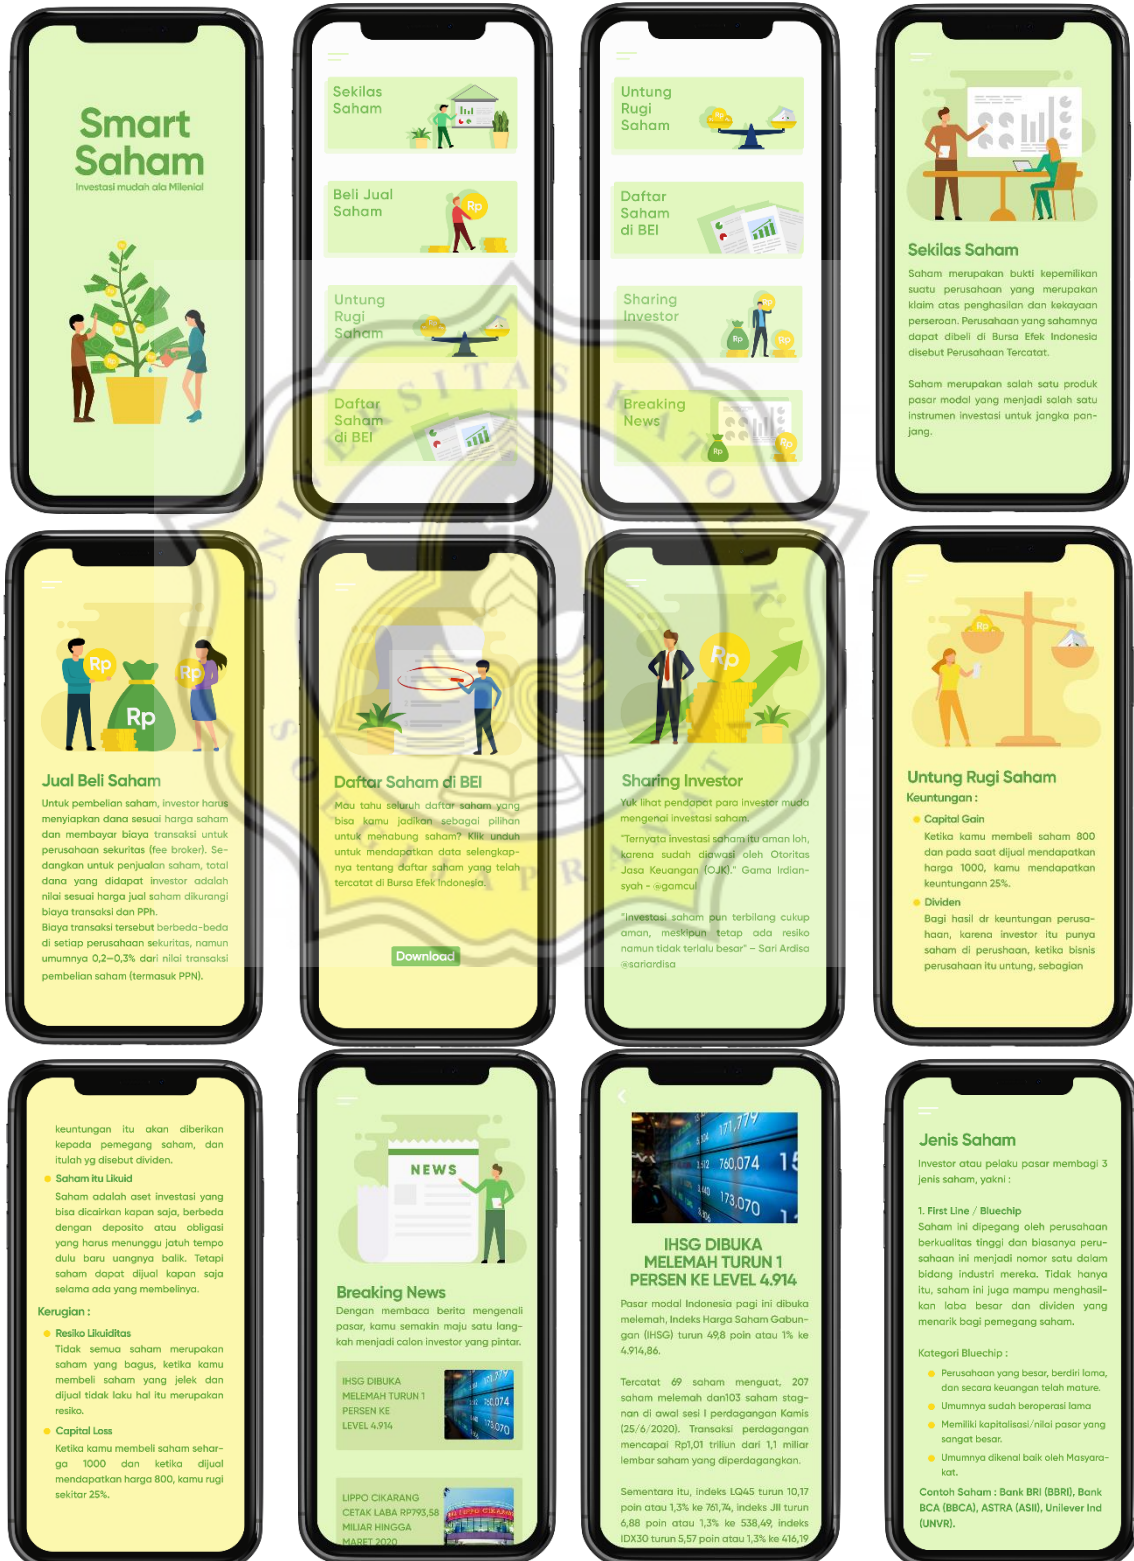 Smart
Saham
Investasi mudah ala Milenial
Sekilas
Saham
Beli Jual
Saham
Rp
Untung
Rugi
Saham
Daftar
Saham
di BEI
Untung
Rugi
Saham
Daftar
Saham
di BEI
Sharing
Investor
Rp
Breaking
News
Rp
Rp
Sekilas Saham
Saham merupakan bukti kepemilikan
suatu perusahaan yang merupakan
klaim atas penghasilan dan kekayaan
perseroan. Perusahaan yang sahamnya
dapat dibeli di Bursa Efek Indonesia
disebut Perusahaan Tercatat.
Saham merupakan salah satu produk
pasar modal yang menjadi salah satu
instrumen investasi untuk jangka pan-
jang.
Rp
Rp
Rp
Jual Beli Saham
Untuk pembelian saham, investor harus
menyiapkan dana sesuai harga saham
dan membayar biaya transaksi untuk
perusahaan sekuritas (fee broker). Se-
dangkan untuk penjualan saham, total
dana yang didapat investor adalah
nilai sesuai harga jual saham dikurangi
biaya transaksi dan PPh.
Biaya transaksi tersebut berbeda-beda
di setiap perusahaan sekuritas, namun
umumnya 0,2–0,3% dari nilai transaksi
pembelian saham (termasuk PPN).
Daftar Saham di BEI
Mau tahu seluruh daftar saham yang
bisa kamu jadikan sebagai pilihan
untuk menabung saham? Klik unduh
untuk mendapatkan data selengkap-
nya tentang daftar saham yang telah
tercatat di Bursa Efek Indonesia.
Download
Rp
Sharing Investor
Yuk lihat pendapat para investor muda
mengenai investasi saham.
"Ternyata investasi saham itu aman loh,
karena sudah diawasi oleh Otoritas
Jasa Keuangan (OJK)." Gama Irdian-
syah - @gamcul
"Investasi saham pun terbilang cukup
aman, meskipun tetap ada resiko
namun tidak terlalu besar" – Sari Ardisa
@sariardisa
Rp
Untung Rugi Saham
Keuntungan :
Capital Gain
Ketika kamu membeli saham 800
dan pada saat dijual mendapatkan
harga 1000, kamu mendapatkan
keuntungann 25%.
Dividen
Bagi hasil dr keuntungan perusa-
haan, karena investor itu punya
saham di perushaan, ketika bisnis
perusahaan itu untung, sebagian
keuntungan itu akan diberikan
kepada pemegang saham, dan
itulah yg disebut dividen.
Saham itu Likuid
Saham adalah aset investasi yang
bisa dicairkan kapan saja, berbeda
dengan deposito atau obligasi
yang harus menunggu jatuh tempo
dulu baru uangnya balik. Tetapi
saham dapat dijual kapan saja
selama ada yang membelinya.
Kerugian :
Resiko Likuiditas
Tidak semua saham merupakan
saham yang bagus, ketika kamu
membeli saham yang jelek dan
dijual tidak laku hal itu merupakan
resiko.
Capital Loss
Ketika kamu membeli saham sehar-
ga 1000 dan ketika dijual
mendapatkan harga 800, kamu rugi
sekitar 25%.
NEWS
Breaking News
Dengan membaca berita mengenali
pasar, kamu semakin maju satu lang-
kah menjadi calon investor yang pintar.
IHSG DIBUKA
MELEMAH TURUN 1
PERSEN KE
LEVEL 4.914
LIPPO CIKARANG
CETAK LABA RP793,58
MILIAR HINGGA
MARET 2020
171,779
760,074
173,070
IHSG DIBUKA
MELEMAH TURUN 1
PERSEN KE LEVEL 4.914
Pasar modal Indonesia pagi ini dibuka
melemah, Indeks Harga Saham Gabun-
gan (IHSG) turun 49,8 poin atau 1% ke
4.914,86.
Tercatat 69 saham menguat, 207
saham melemah dan103 saham stag-
nan di awal sesi I perdagangan Kamis
(25/6/2020). Transaksi perdagangan
mencapai Rp1,01 triliun dari 1,1 miliar
lembar saham yang diperdagangkan.
Sementara itu, indeks LQ45 turun 10,17
poin atau 1,3% ke 761,74, indeks JII turun
6,88 poin atau 1,3% ke 538,49, indeks
IDX30 turun 5,57 poin atau 1,3% ke 416,19
Jenis Saham
Investor atau pelaku pasar membagi 3
jenis saham, yakni :
1. First Line / Bluechip
Saham ini dipegang oleh perusahaan
berkualitas tinggi dan biasanya peru-
sahaan ini menjadi nomor satu dalam
bidang industri mereka. Tidak hanya
itu, saham ini juga mampu menghasil-
kan laba besar dan dividen yang
menarik bagi pemegang saham.
Kategori Bluechip :
Perusahaan yang besar, berdiri lama,
dan secara keuangan telah mature.
Umumnya sudah beroperasi lama
Memiliki kapitalisasi/nilai pasar yang
sangat besar.
Umumnya dikenal baik oleh Masyara-
kat.
Contoh Saham : Bank BRI (BBRI), Bank
BCA (BBCA), ASTRA (ASII), Unilever Ind
(UNVR).
UNIVERSITAS KATOLIK
SOEGIJAPRANATA